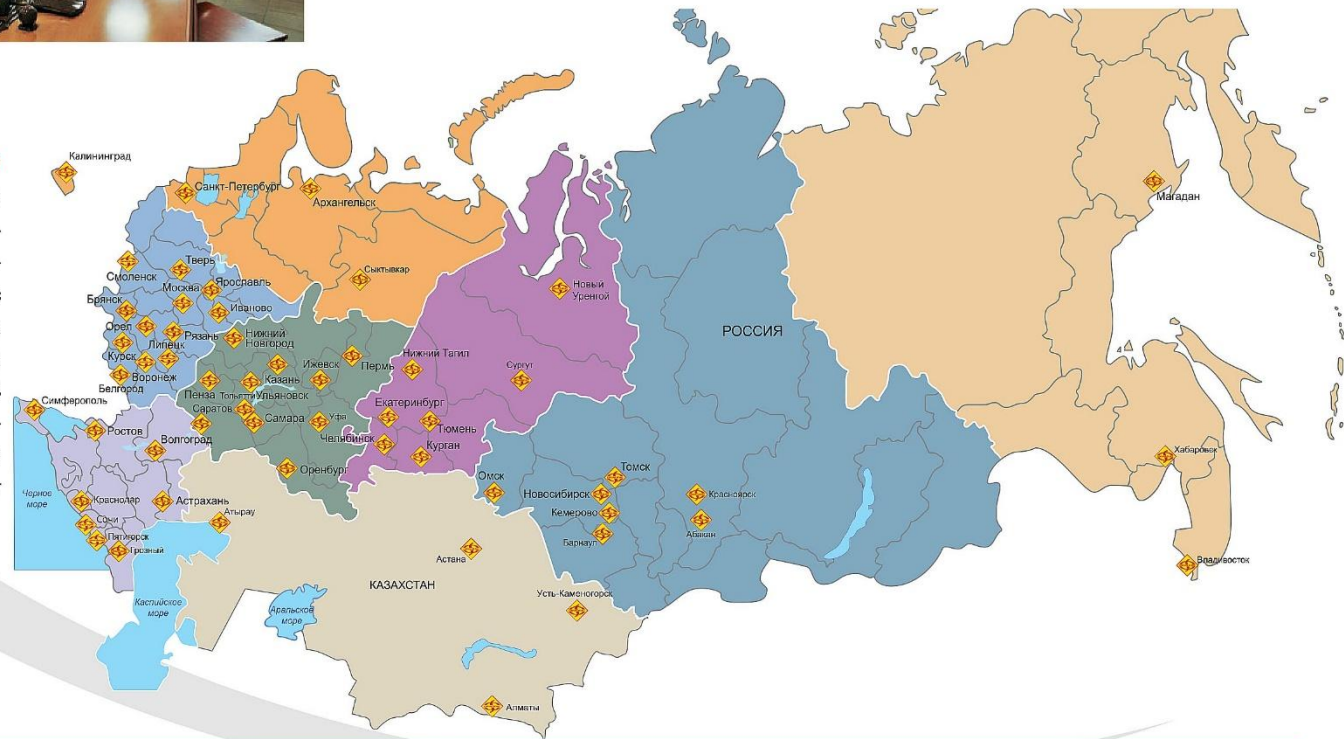 Калининград
Санкт-Петербург
Архангельск
Магадан
Смоленск
Тверь
Сыктывкар
Москва
Ярославль
Новый
Уренгой
Брянск
Иваново
Орел
Рязань
Нижний
Новгород
РОССИЯ
Липецк
Курск
Ижевск
Пермь
Нижний Тагил
Сургут
Воронеж
Казань
Белгород
Пенза
Тольятти
Ульяновск
Симферополь
Саратов
Самара
Уфа
Екатеринбург
Тюмень
Ростов
Волгоград
Челябинск
Курган
Хабаровск
Оренбург
Омск
Томск
Новосибирск
Красноярск
Черное
море
Краснодар
Астрахань
Атырау
Кемерово
Сочи
Абакан
Пятигорск
Барнаул
Грозный
Астана
Владивосток
КАЗАХСТАН
Усть-Каменогорск
Каспийское
море
Аральское
море
Алматы